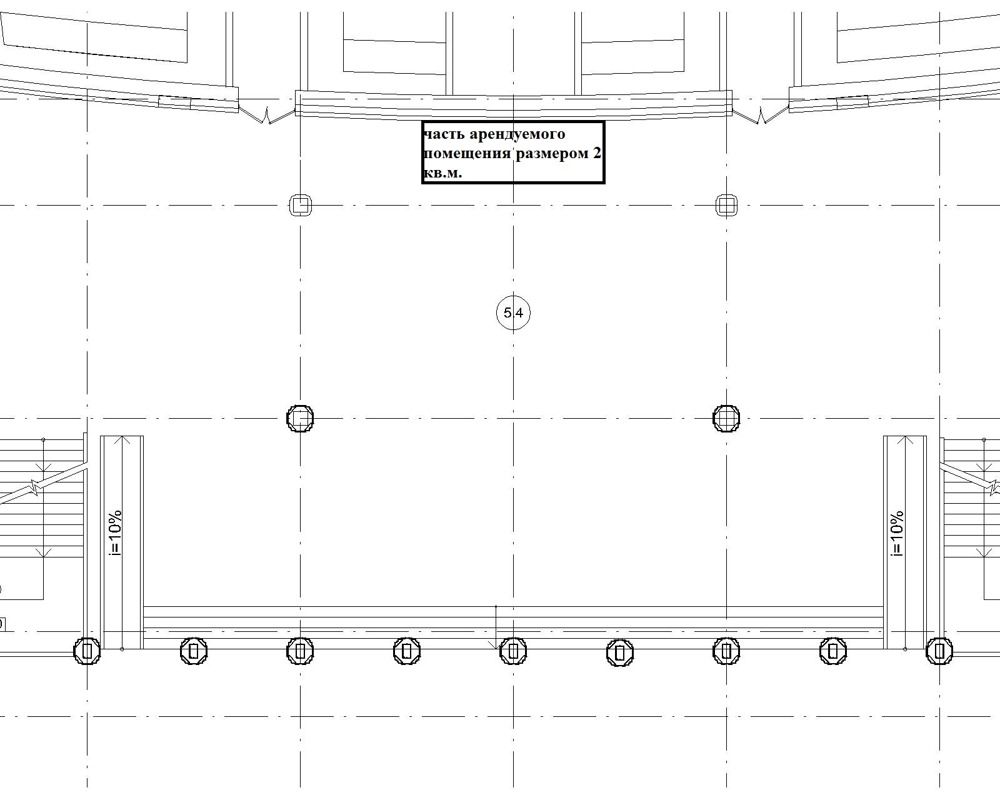 часть арендуемого
помещения размером 2
кв.м.
5.4
i=10%
i=10%